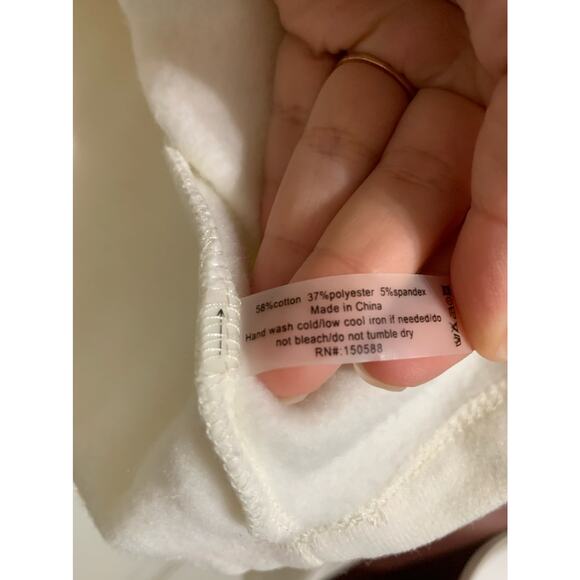 58%cotton 37%polyester 5%spandex
Made in China
Hand wash cold/low cool iron if needed/do
not bleach/do not tumble dry
RN#:150588